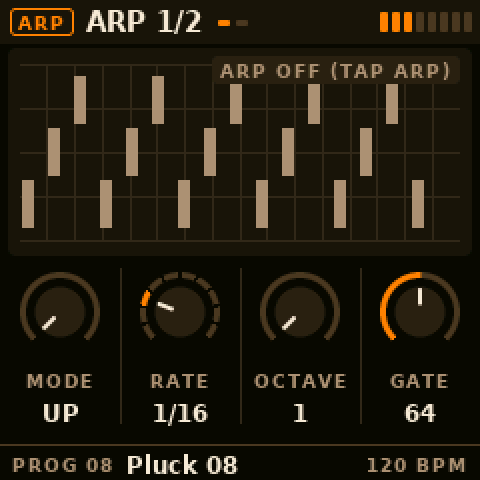 ARP ARP 1/2
ARP OFF (TAP ARP)
MODE RATE OCTAVE GATE
UP 1/16 1 64
PROG 08 Pluck 08 120 BPM